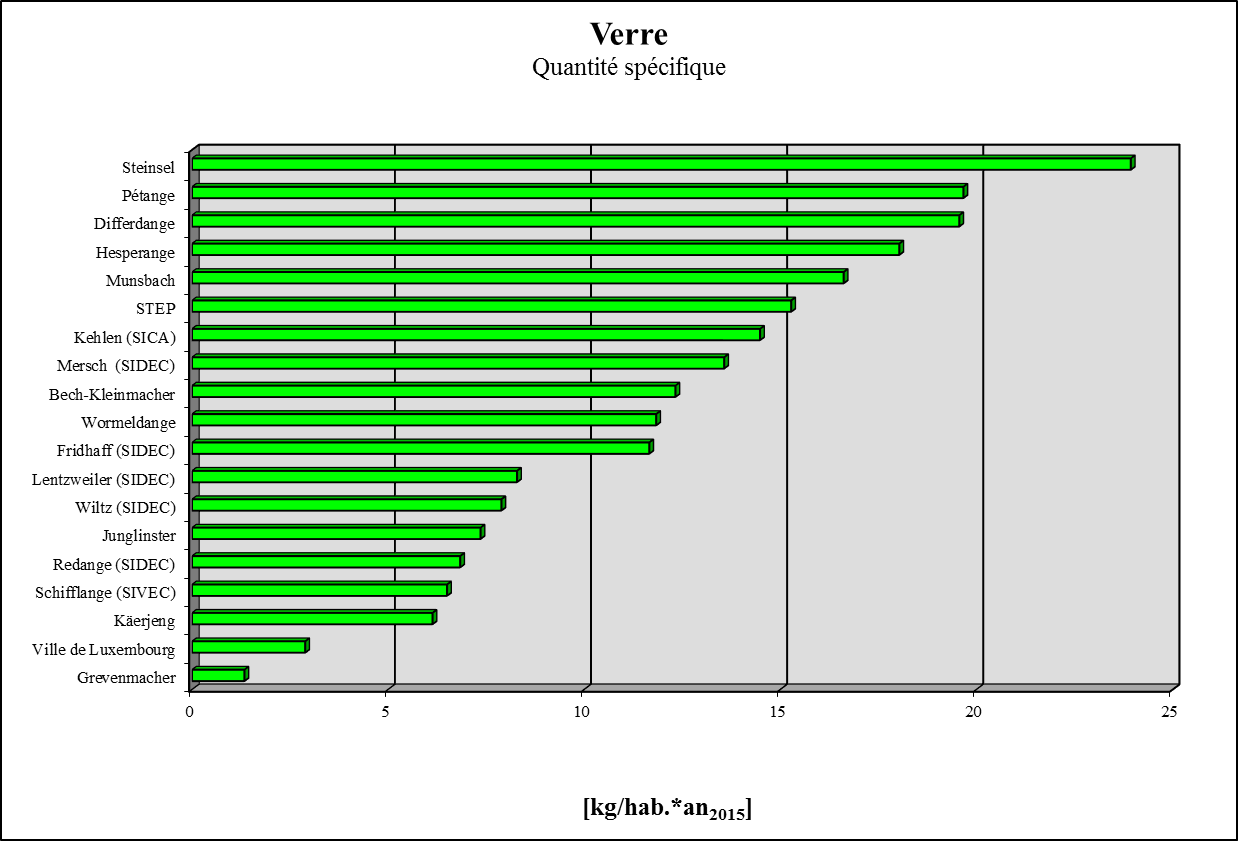 Verre
Quantité spécifique
Steinsel
Pétange
Differdange
Hesperange
Munsbach
STEP
Kehlen (SICA)
Mersch (SIDEC)
Bech-Kleinmacher
Wormeldange
Fridhaff (SIDEC)
Lentzweiler (SIDEC)
Wiltz (SIDEC)
Junglinster
Redange (SIDEC)
Schifflange (SIVEC)
Käerjeng
Ville de Luxembourg
Grevenmacher
0 5 10 15 20 25
[kg/hab.*an2015]